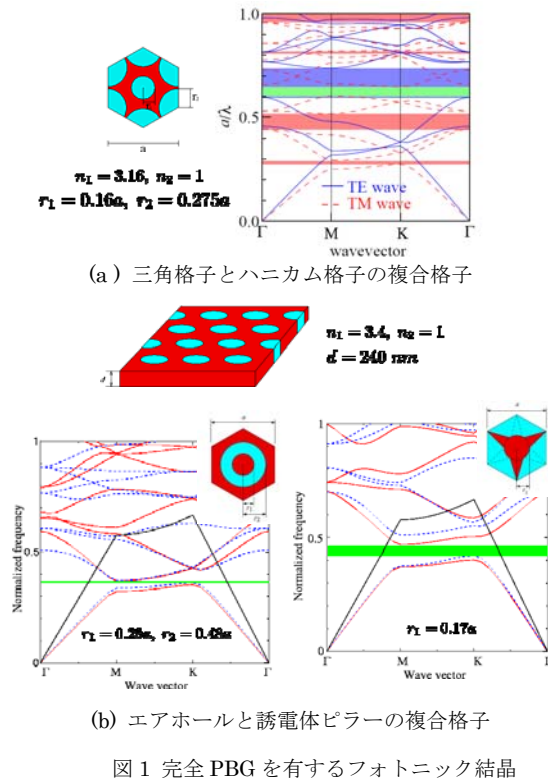 r₁
a
n₁ = 3.16, n₂ = 1
r₁ = 0.16a, r₂ = 0.275a
a/λ
1.0
0.5
0.0
TE wave
TM wave
Γ M K Γ
wavevector
(a ) 三角格子とハニカム格子の複合格子
n₁ = 3.4, n₂ = 1
d = 240 nm
d
Normalized frequency
1
0.5
0
a
r₁
r₂
r₁ = 0.26a, r₂ = 0.48a
Γ M K Γ
Wave vector
Normalized frequency
1
0.5
0
r₁ = 0.17a
Γ M K Γ
Wave vector
(b) エアホールと誘電体ピラーの複合格子
図 1 完全 PBG を有するフォトニック結晶